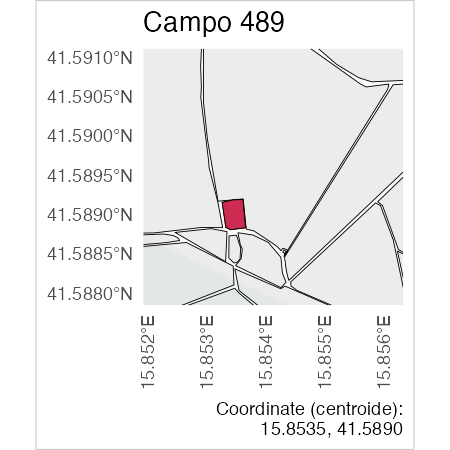 Campo 489
41.5910°N
41.5905°N
41.5900°N
41.5895°N
41.5890°N
41.5885°N
41.5880°N
15.852°E
15.853°E
15.854°E
15.855°E
15.856°E
Coordinate (centroide):
15.8535, 41.5890